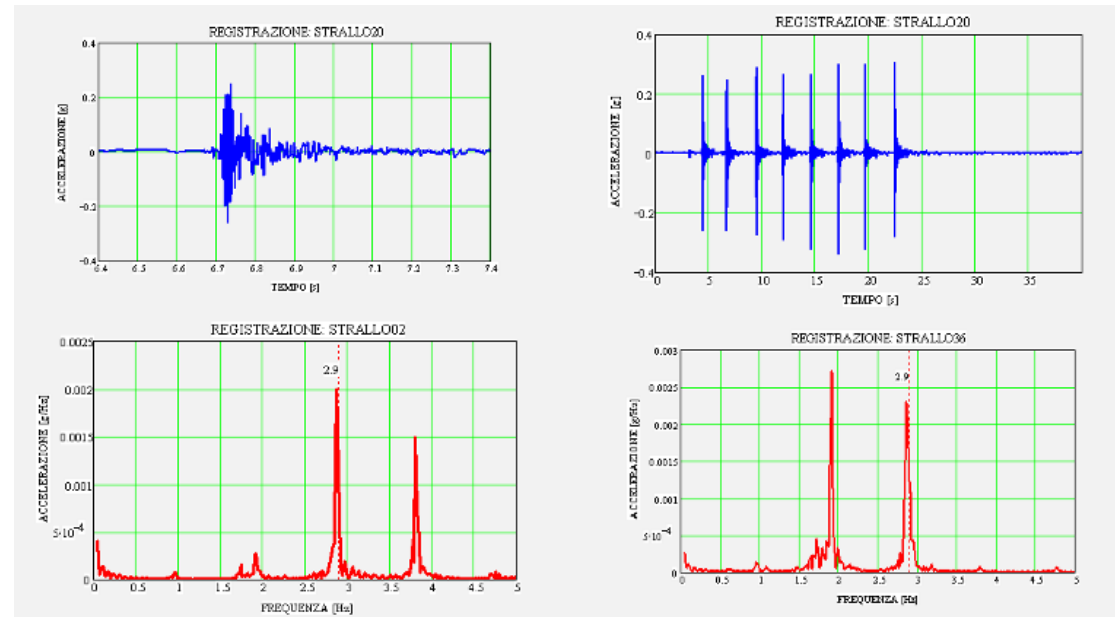 REGISTRAZIONE: STRALLO20
0.4
0.2
0
-0.2
-0.4
ACCELERAZIONE [g]
6.4 6.5 6.6 6.7 6.8 6.9 7 7.1 7.2 7.3 7.4
TEMPO [s]
REGISTRAZIONE: STRALLO20
0.4
0.2
0
-0.2
-0.4
ACCELERAZIONE [g]
0 5 10 15 20 25 30 35
TEMPO [s]
REGISTRAZIONE: STRALLO02
0.0025
0.002
0.0015
0.001
5·10⁻⁴
0
2.9
ACCELERAZIONE [g/Hz]
0 0.5 1 1.5 2 2.5 3 3.5 4 4.5 5
FREQUENZA [Hz]
REGISTRAZIONE: STRALLO36
0.003
0.0025
0.002
0.0015
0.001
5·10⁻⁴
0
2.9
ACCELERAZIONE [g/Hz]
0 0.5 1 1.5 2 2.5 3 3.5 4 4.5 5
FREQUENZA [Hz]